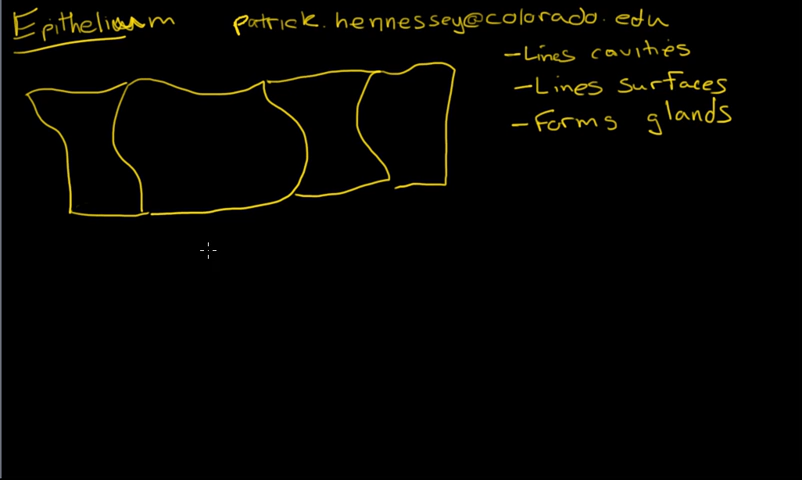 Epithelium patrick.hennessey@colorado.edu
-Lines cavities
-Lines surfaces
-Forms glands